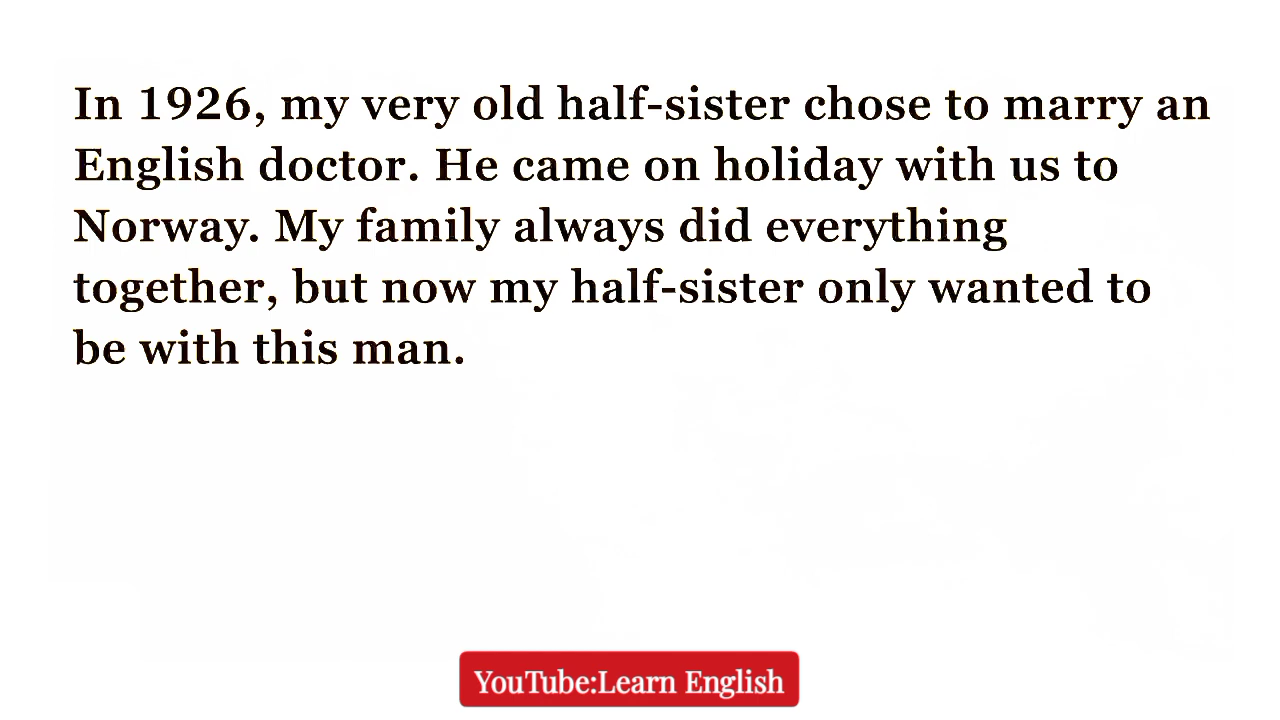 In 1926, my very old half-sister chose to marry an
English doctor. He came on holiday with us to
Norway. My family always did everything
together, but now my half-sister only wanted to
be with this man.
YouTube:Learn English